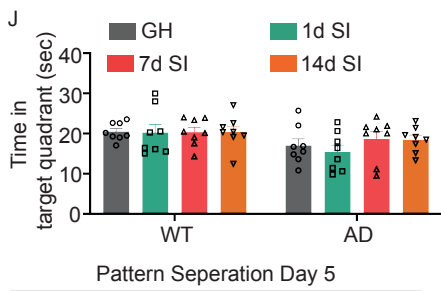 J
GH
1d SI
7d SI
14d SI
Time in
target quadrant (sec)
40
30
20
10
0
WT
AD
Pattern Seperation Day 5